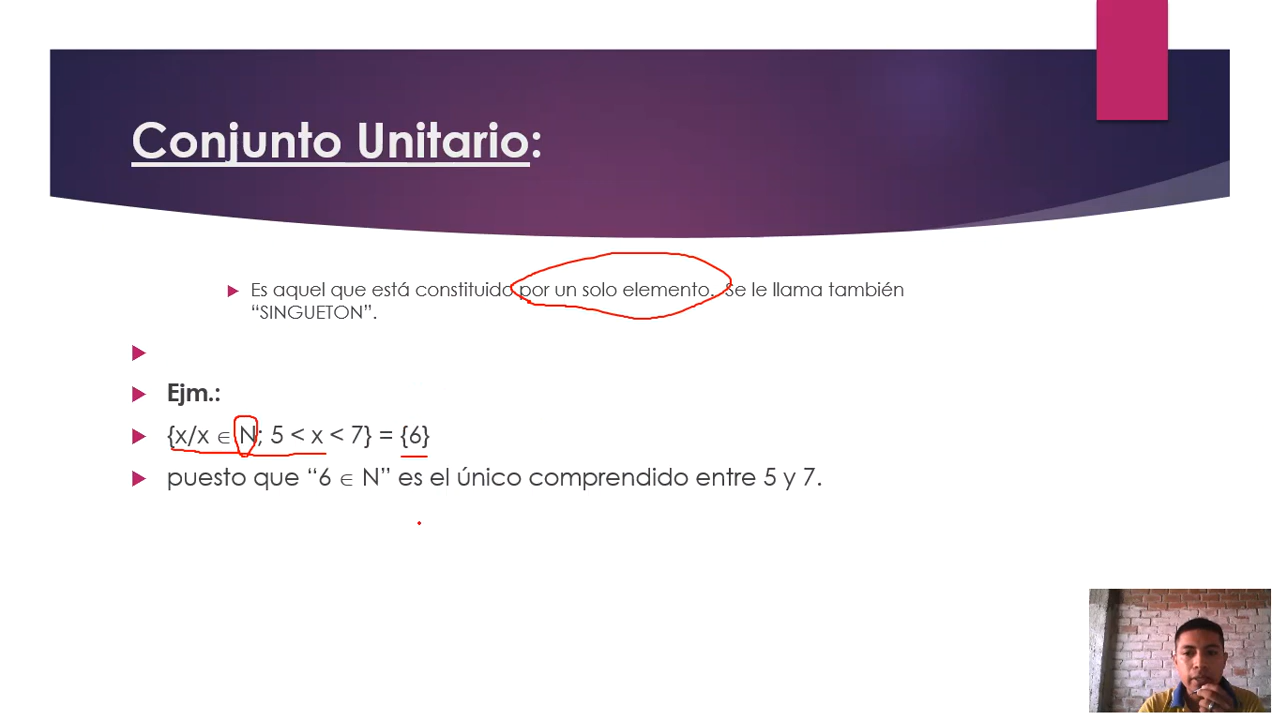 Conjunto Unitario:
Es aquel que está constituido por un solo elemento. Se le llama también
“SINGUETON”.
Ejm.:
{x/x ∈ N; 5 < x < 7} = {6}
puesto que “6 ∈ N” es el único comprendido entre 5 y 7.